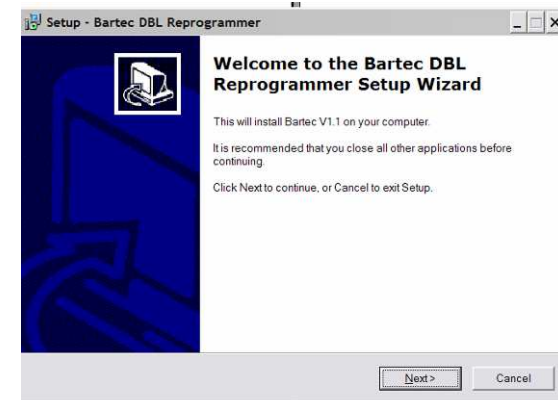 Setup - Bartec DBL Reprogrammer
Welcome to the Bartec DBL
Reprogrammer Setup Wizard
This will install Bartec V1.1 on your computer.
It is recommended that you close all other applications before
continuing.
Click Next to continue, or Cancel to exit Setup.
Next >
Cancel